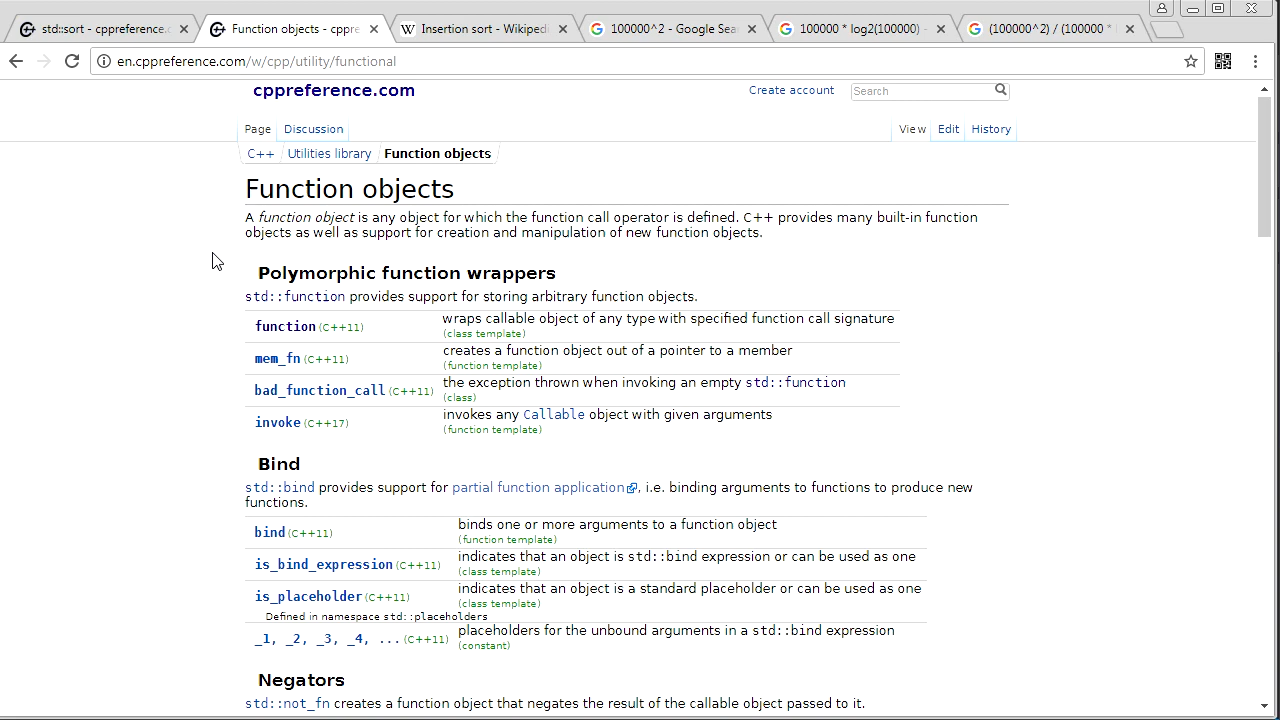 std::sort - cppreference.c
Function objects - cppre
Insertion sort - Wikipedi
100000^2 - Google Sea
100000 * log2(100000) -
(100000^2) / (100000 *
en.cppreference.com/w/cpp/utility/functional
cppreference.com
Create account
Search
Page Discussion
View Edit History
C++ Utilities library Function objects
Function objects
A function object is any object for which the function call operator is defined. C++ provides many built-in function
objects as well as support for creation and manipulation of new function objects.
Polymorphic function wrappers
std::function provides support for storing arbitrary function objects.
function (C++11) wraps callable object of any type with specified function call signature
(class template)
mem_fn (C++11) creates a function object out of a pointer to a member
(function template)
bad_function_call (C++11) the exception thrown when invoking an empty std::function
(class)
invoke (C++17) invokes any Callable object with given arguments
(function template)
Bind
std::bind provides support for partial function application, i.e. binding arguments to functions to produce new
functions.
bind (C++11) binds one or more arguments to a function object
(function template)
is_bind_expression (C++11) indicates that an object is std::bind expression or can be used as one
(class template)
is_placeholder (C++11) indicates that an object is a standard placeholder or can be used as one
(class template)
Defined in namespace std::placeholders
_1, _2, _3, _4, ... (C++11) placeholders for the unbound arguments in a std::bind expression
(constant)
Negators
std::not_fn creates a function object that negates the result of the callable object passed to it.